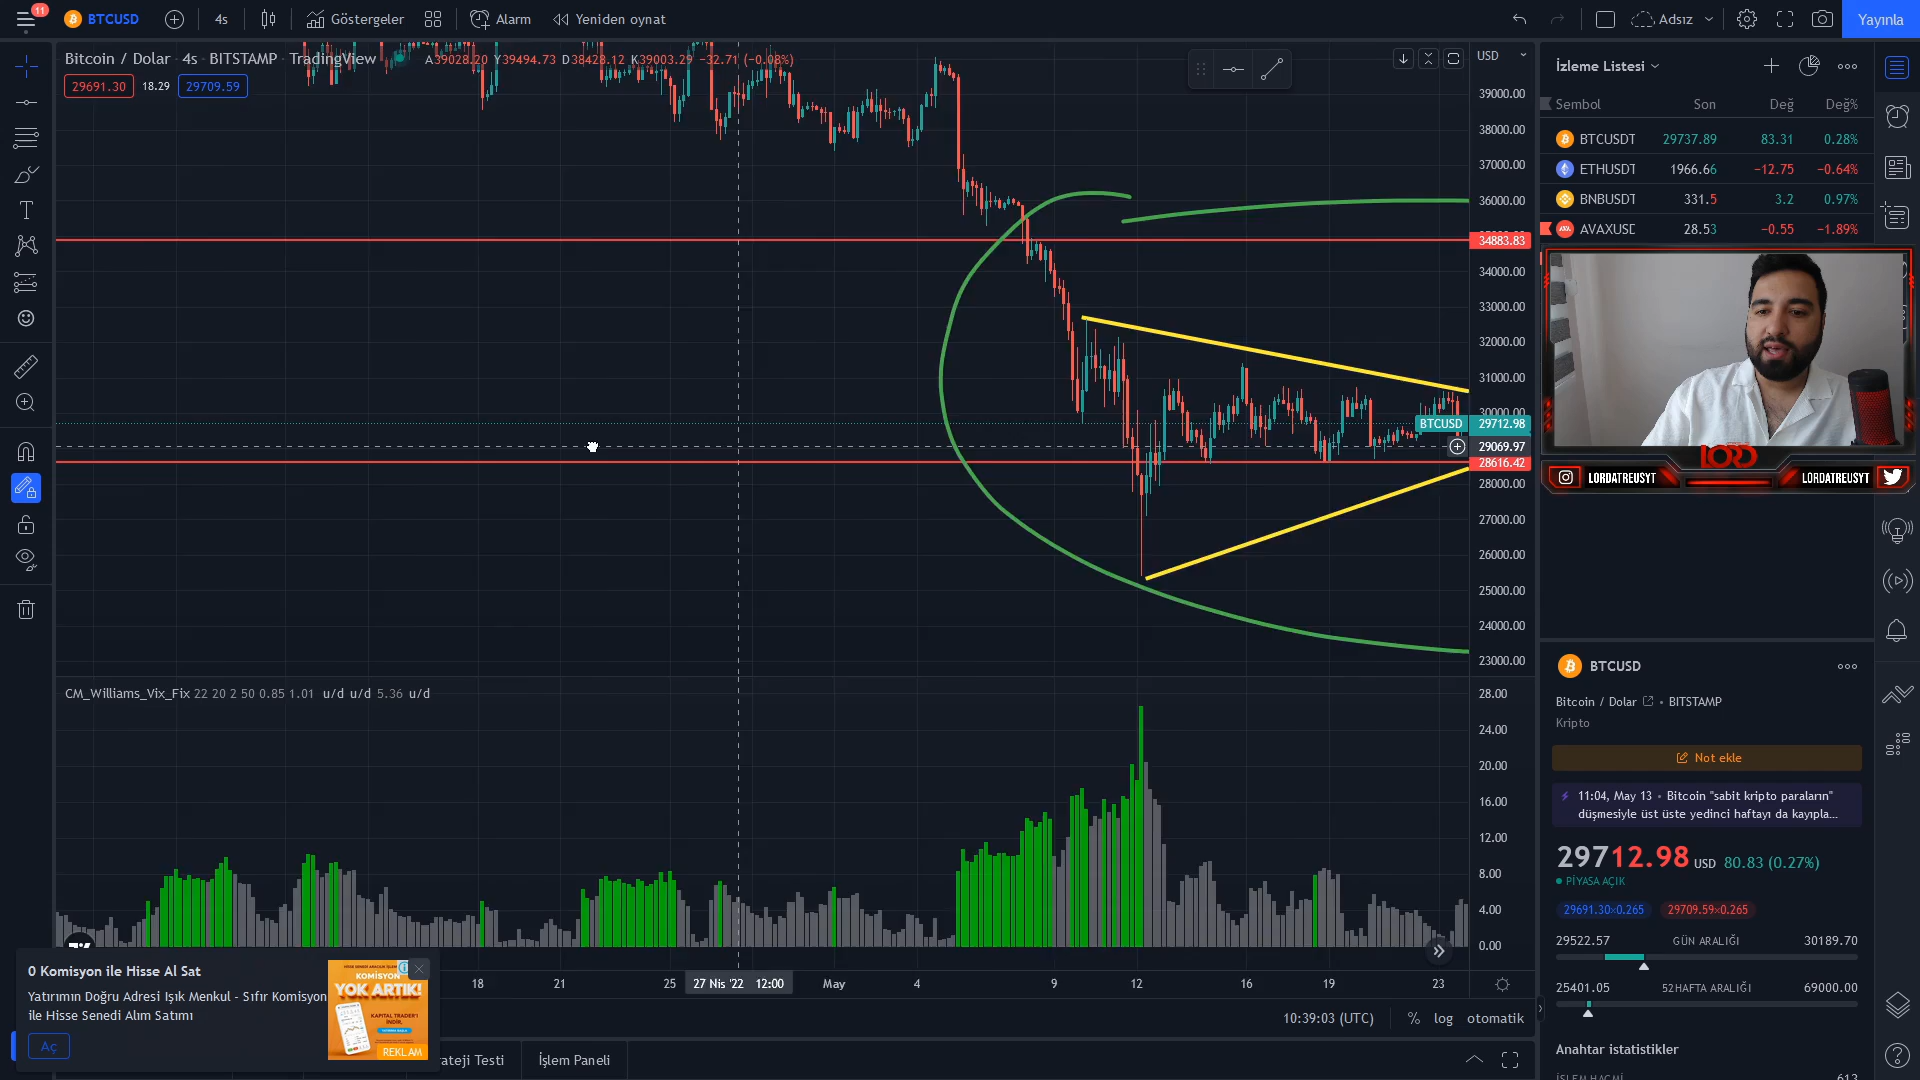 11
BTCUSD
4s
Göstergeler
Alarm
Yeniden oynat
Adsız
Yayınla
Bitcoin / Dolar · 4s · BITSTAMP · TradingView
A39028.20 Y39494.73 D38428.12 K39003.29 −32.71 (−0.08%)
29691.30 18.29 29709.59
USD
39000.00
38000.00
37000.00
36000.00
34883.83
34000.00
33000.00
32000.00
31000.00
30000.00
BTCUSD 29712.98
29069.97
28616.42
28000.00
27000.00
26000.00
25000.00
24000.00
23000.00
CM_Williams_Vix_Fix 22 20 2 50 0.85 1.01 u/d u/d 5.36 u/d
28.00
24.00
20.00
16.00
12.00
8.00
4.00
0.00
18 21 25 27 Nis '22 12:00 May 4 9 12 16 19 23
10:39:03 (UTC) % log otomatik
0 Komisyon ile Hisse Al Sat
Yatırımın Doğru Adresi Işık Menkul - Sıfır Komisyon
ile Hisse Senedi Alım Satımı
Aç
KOMİSYON
YOK ARTIK!
REKLAM
rateji Testi
İşlem Paneli
İzleme Listesi
Sembol Son Değ Değ%
BTCUSDT 29737.89 83.31 0.28%
ETHUSDT 1966.66 −12.75 −0.64%
BNBUSDT 331.5 3.2 0.97%
AVAXUSD 28.53 −0.55 −1.89%
LORD
LORDATREUSYT
LORDATREUSYT
BTCUSD
Bitcoin / Dolar • BITSTAMP
Kripto
Not ekle
11:04, May 13 • Bitcoin "sabit kripto paraların"
düşmesiyle üst üste yedinci haftayı da kayıpla...
29712.98 USD 80.83 (0.27%)
PİYASA AÇIK
29691.30×0.265 29709.59×0.265
29522.57 GÜN ARALIĞI 30189.70
25401.05 52HAFTA ARALIĞI 69000.00
Anahtar istatistikler